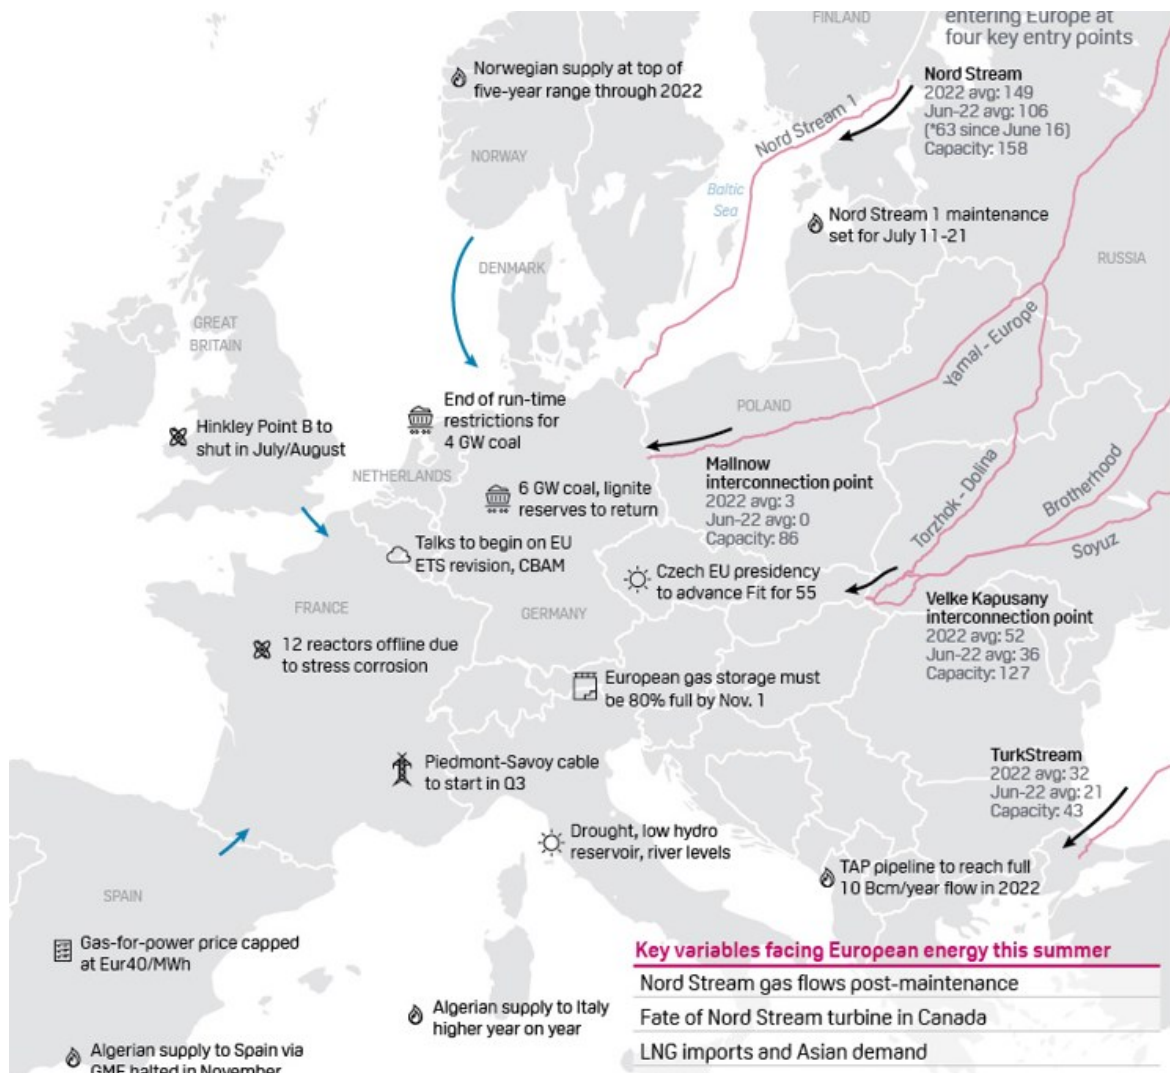 FINLAND
entering Europe at
four key entry points
Norwegian supply at top of
five-year range through 2022
Nord Stream
2022 avg: 149
Jun-22 avg: 106
(*63 since June 16)
Capacity: 158
Nord Stream 1
NORWAY
Baltic
Sea
Nord Stream 1 maintenance
set for July 11-21
RUSSIA
DENMARK
GREAT
BRITAIN
Yamal - Europe
End of run-time
restrictions for
4 GW coal
POLAND
Hinkley Point B to
shut in July/August
NETHERLANDS
Mallnow
interconnection point
2022 avg: 3
Jun-22 avg: 0
Capacity: 86
6 GW coal, lignite
reserves to return
Torzhok - Dolina
Brotherhood
Soyuz
Talks to begin on EU
ETS revision, CBAM
Czech EU presidency
to advance Fit for 55
Velke Kapusany
interconnection point
2022 avg: 52
Jun-22 avg: 36
Capacity: 127
FRANCE
GERMANY
12 reactors offline due
to stress corrosion
European gas storage must
be 80% full by Nov. 1
Piedmont-Savoy cable
to start in Q3
TurkStream
2022 avg: 32
Jun-22 avg: 21
Capacity: 43
Drought, low hydro
reservoir, river levels
TAP pipeline to reach full
10 Bcm/year flow in 2022
SPAIN
Gas-for-power price capped
at Eur40/MWh
Key variables facing European energy this summer
Nord Stream gas flows post-maintenance
Fate of Nord Stream turbine in Canada
LNG imports and Asian demand
Algerian supply to Italy
higher year on year
Algerian supply to Spain via
GME halted in November